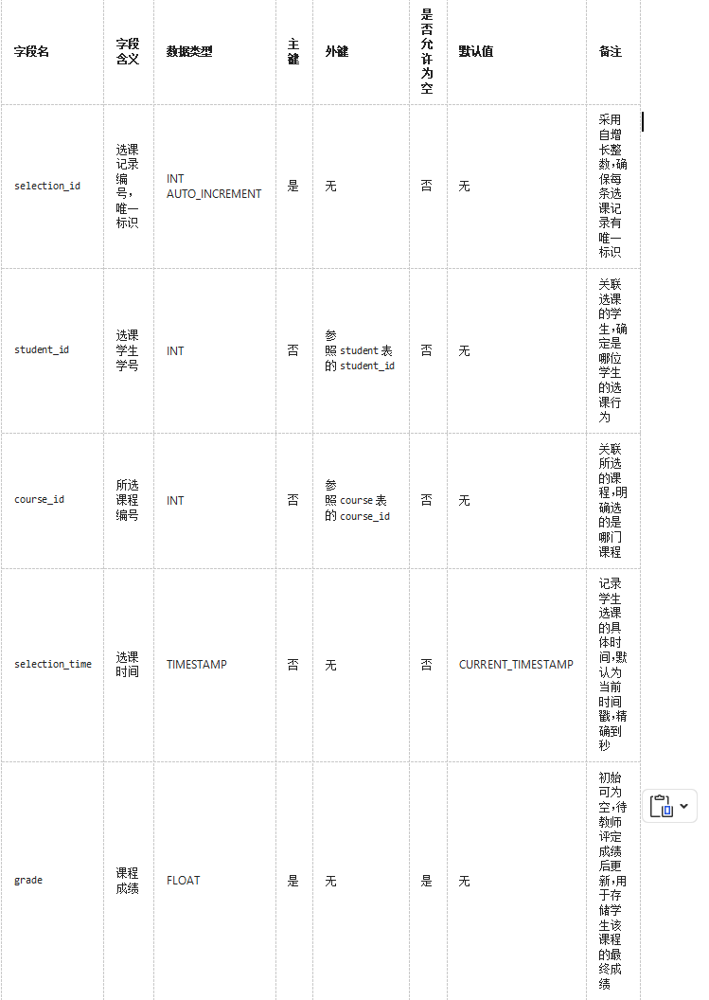 字段名 字段含义 数据类型 主键 外键 是否允许为空 默认值 备注
selection_id 选课记录编号，唯一标识 INT AUTO_INCREMENT 是 无 否 无 采用自增长整数，确保每条选课记录有唯一标识
student_id 选课学生学号 INT 否 参照 student 表的 student_id 否 无 关联选课的学生，确定是哪位学生的选课行为
course_id 所选课程编号 INT 否 参照 course 表的 course_id 否 无 关联所选的课程，明确选的是哪门课程
selection_time 选课时间 TIMESTAMP 否 无 否 CURRENT_TIMESTAMP 记录学生选课的具体时间，默认为当前时间戳，精确到秒
grade 课程成绩 FLOAT 是 无 是 无 初始可为空，待教师评定成绩后更新，用于存储学生该课程的最终成绩